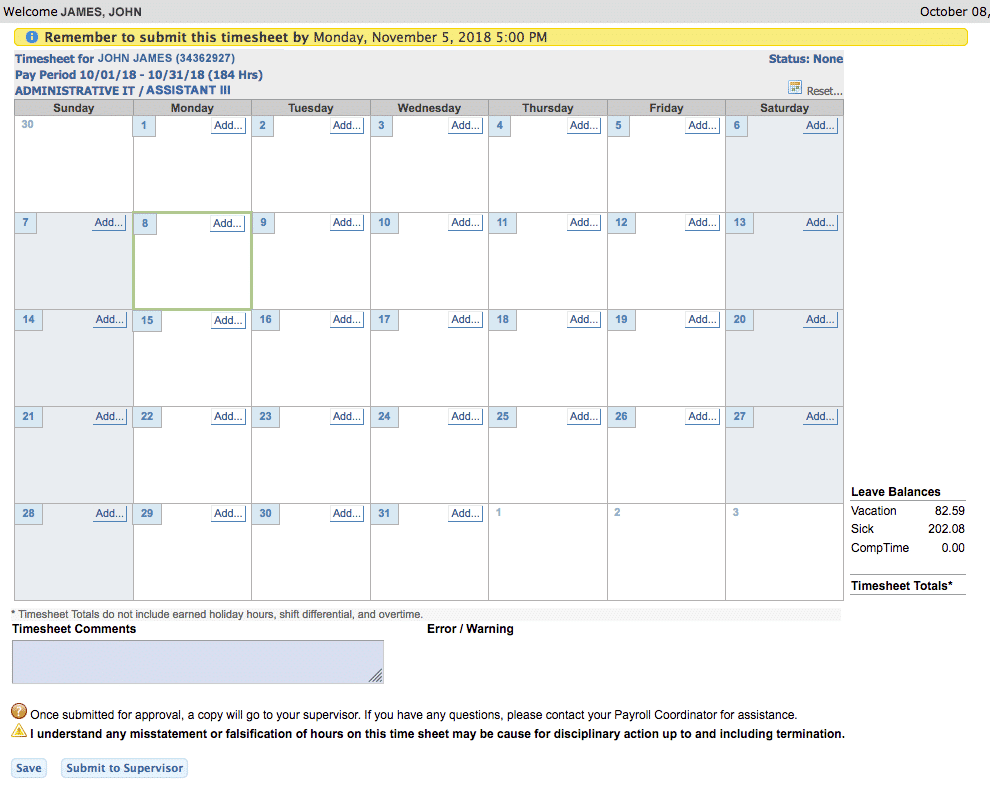 Welcome JAMES, JOHN October 08,
Remember to submit this timesheet by Monday, November 5, 2018 5:00 PM
Timesheet for JOHN JAMES (34362927) Status: None
Pay Period 10/01/18 - 10/31/18 (184 Hrs)
ADMINISTRATIVE IT / ASSISTANT III Reset...
Sunday Monday Tuesday Wednesday Thursday Friday Saturday
30 1 Add... 2 Add... 3 Add... 4 Add... 5 Add... 6 Add...
7 Add... 8 Add... 9 Add... 10 Add... 11 Add... 12 Add... 13 Add...
14 Add... 15 Add... 16 Add... 17 Add... 18 Add... 19 Add... 20 Add...
21 Add... 22 Add... 23 Add... 24 Add... 25 Add... 26 Add... 27 Add...
28 Add... 29 Add... 30 Add... 31 Add... 1 2 3
Leave Balances
Vacation 82.59
Sick 202.08
CompTime 0.00
Timesheet Totals*
* Timesheet Totals do not include earned holiday hours, shift differential, and overtime.
Timesheet Comments Error / Warning
Once submitted for approval, a copy will go to your supervisor. If you have any questions, please contact your Payroll Coordinator for assistance.
I understand any misstatement or falsification of hours on this time sheet may be cause for disciplinary action up to and including termination.
Save Submit to Supervisor